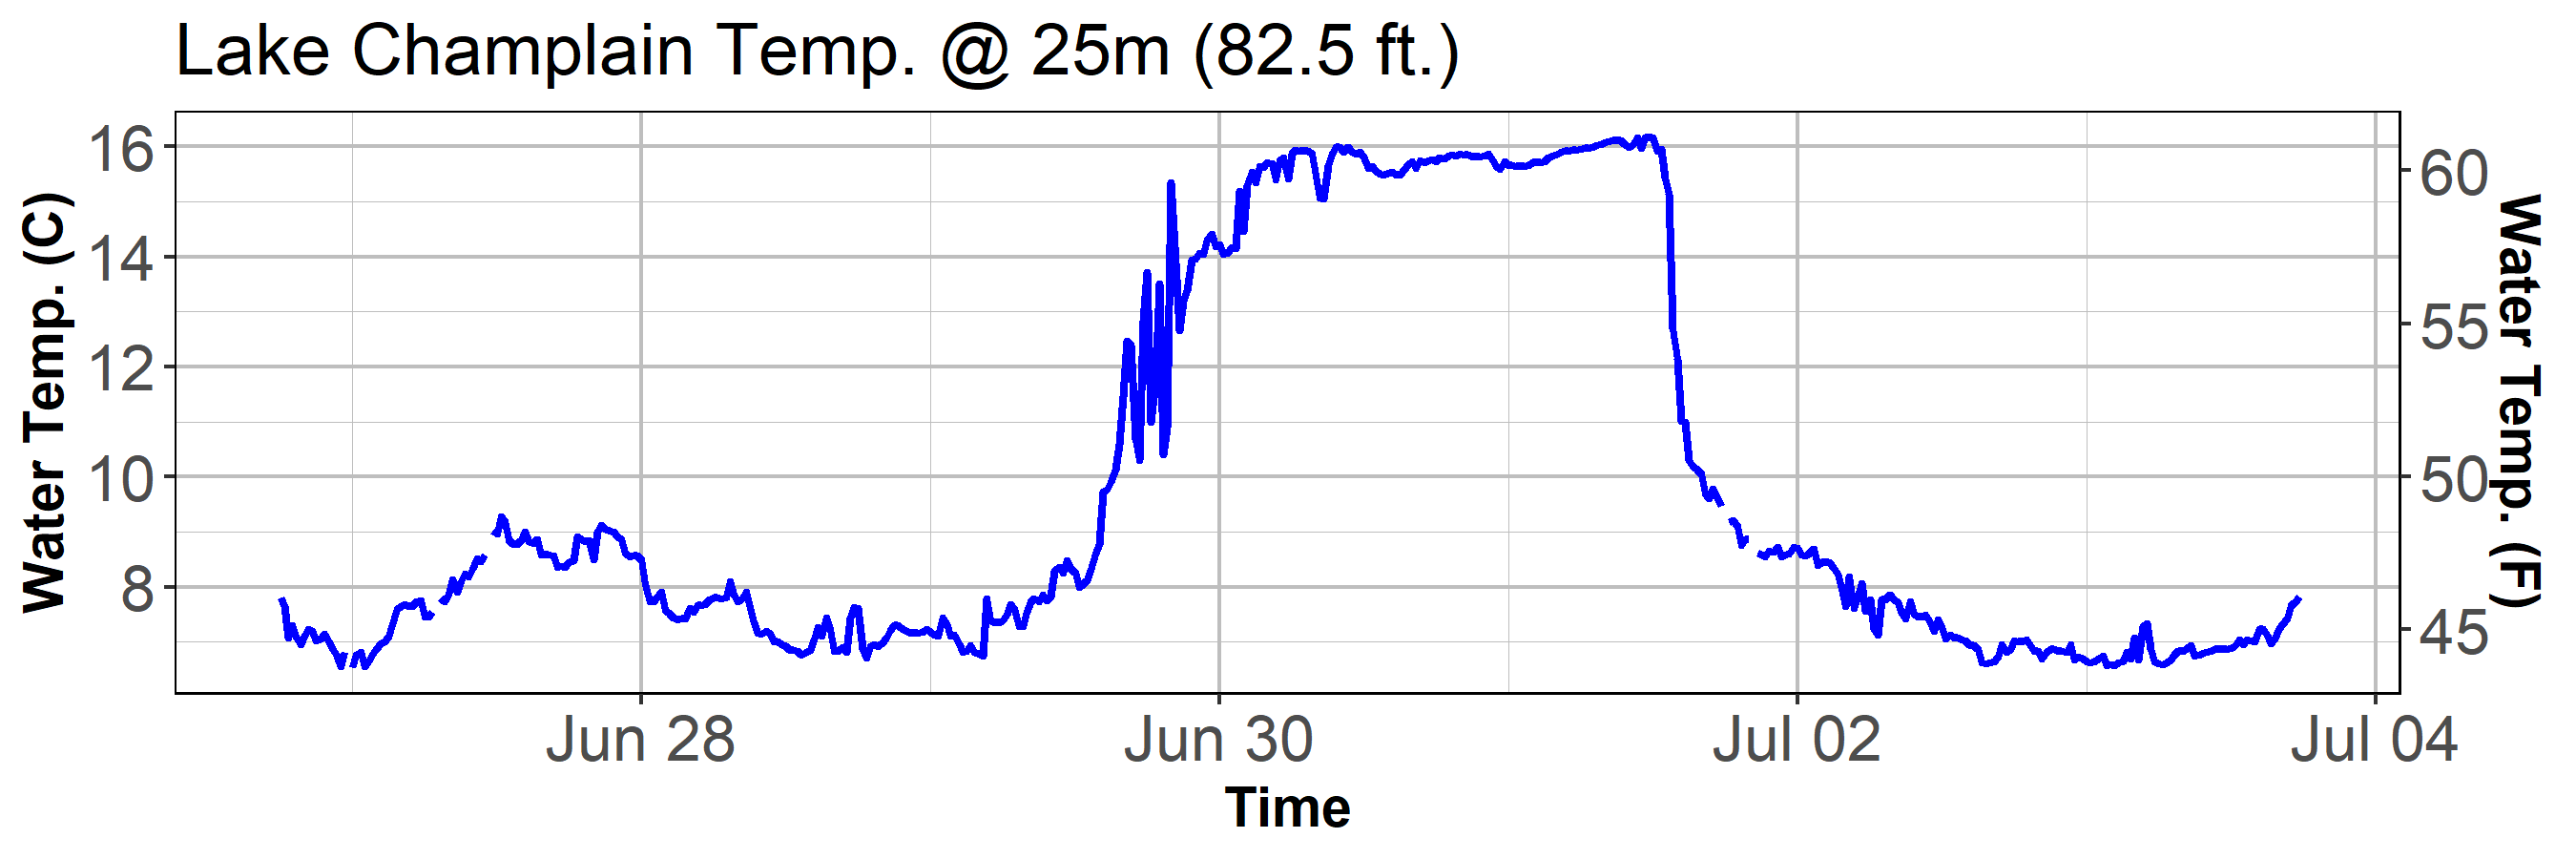 Lake Champlain Temp. @ 25m (82.5 ft.)
Water Temp. (C)
16
14
12
10
8
60
55
50
45
Water Temp. (F)
Jun 28
Jun 30
Jul 02
Jul 04
Time